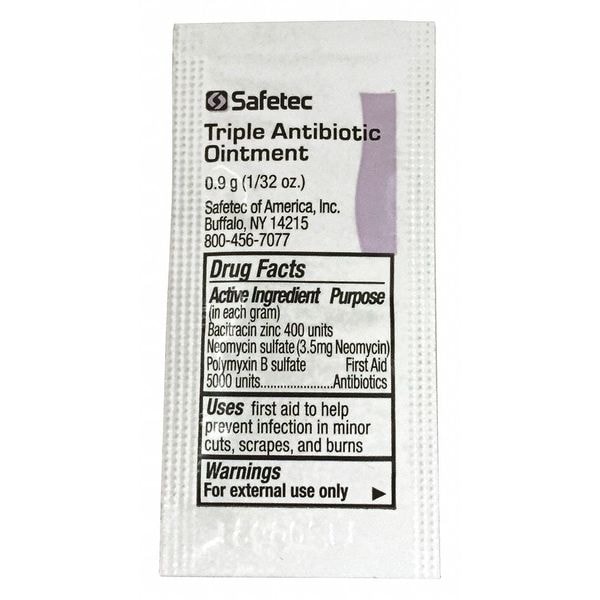 Safetec
Triple Antibiotic
Ointment
0.9 g (1/32 oz.)
Safetec of America, Inc.
Buffalo, NY 14215
800-456-7077
Drug Facts
Active Ingredient Purpose
(in each gram)
Bacitracin zinc 400 units
Neomycin sulfate (3.5mg Neomycin)
Polymyxin B sulfate First Aid
5000 units......................Antibiotics
Uses first aid to help
prevent infection in minor
cuts, scrapes, and burns
Warnings
For external use only